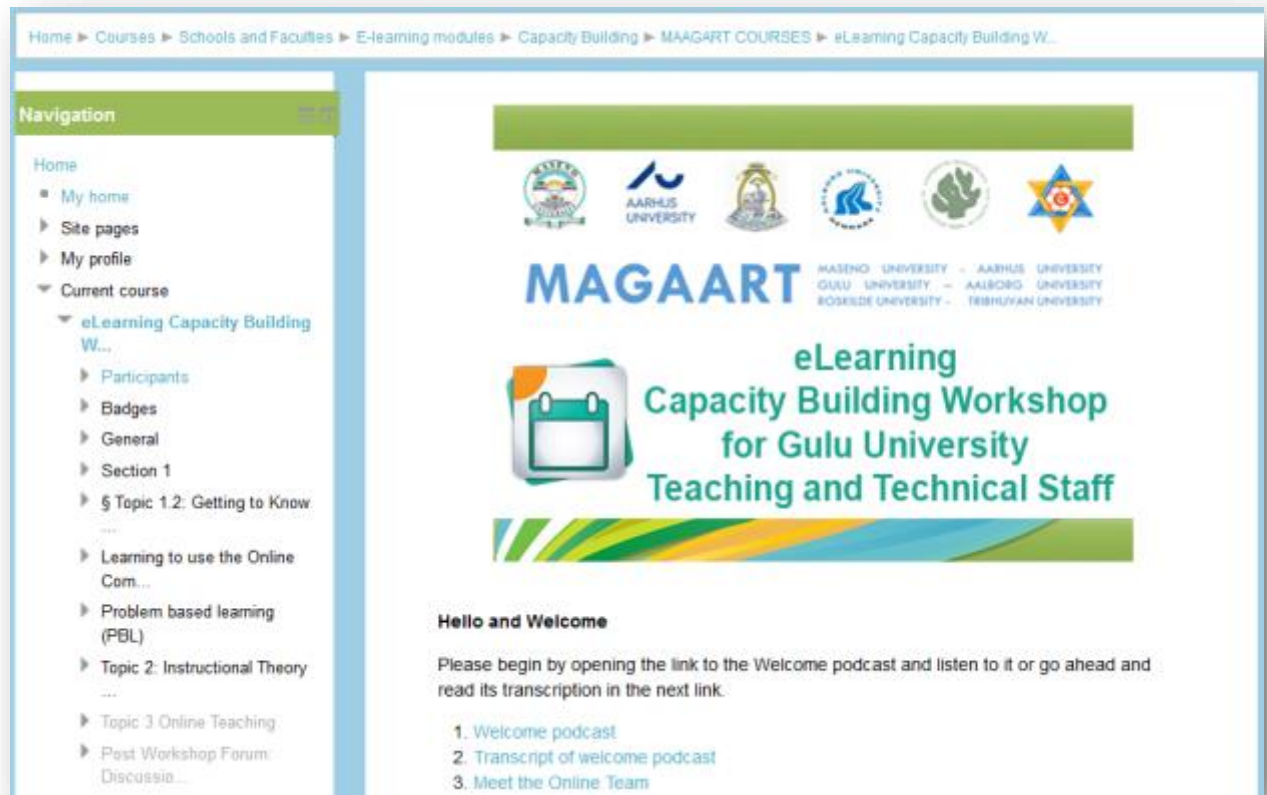 Home ► Courses ► Schools and Faculties ► E-learning modules ► Capacity Building ► MAAGART COURSES ► eLearning Capacity Building W...
Navigation
Home
My home
Site pages
My profile
Current course
eLearning Capacity Building
W...
Participants
Badges
General
Section 1
§ Topic 1.2: Getting to Know
...
Learning to use the Online
Com...
Problem based learning
(PBL)
Topic 2: Instructional Theory
...
Topic 3 Online Teaching
Post Workshop Forum:
Discussio...
MASENO
AARHUS
UNIVERSITY
MAGAART
MASENO UNIVERSITY - AARHUS UNIVERSITY
GULU UNIVERSITY – AALBORG UNIVERSITY
ROSKILDE UNIVERSITY - TRIBHUVAN UNIVERSITY
eLearning
Capacity Building Workshop
for Gulu University
Teaching and Technical Staff
Hello and Welcome
Please begin by opening the link to the Welcome podcast and listen to it or go ahead and
read its transcription in the next link.
1. Welcome podcast
2. Transcript of welcome podcast
3. Meet the Online Team